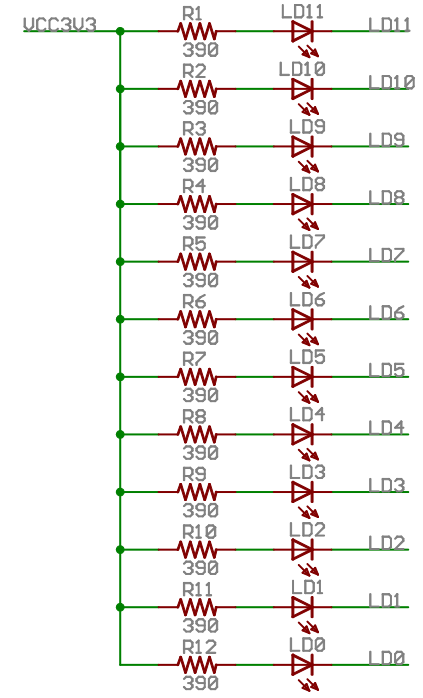 R1 LD11
VCC3V3 LD11
390
R2 LD10
LD10
390
R3 LD9
LD9
390
R4 LD8
LD8
390
R5 LD7
LD7
390
R6 LD6
LD6
390
R7 LD5
LD5
390
R8 LD4
LD4
390
R9 LD3
LD3
390
R10 LD2
LD2
390
R11 LD1
LD1
390
R12 LD0
LD0
390